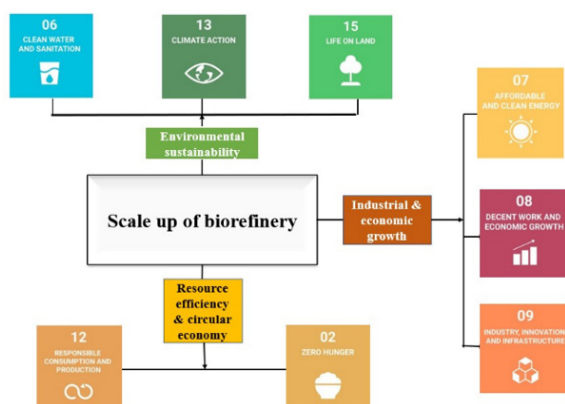 06
CLEAN WATER
AND SANITATION
13
CLIMATE ACTION
15
LIFE ON LAND
07
AFFORDABLE
AND CLEAN ENERGY
Environmental
sustainability
Scale up of biorefinery
Industrial &
economic
growth
08
DECENT WORK AND
ECONOMIC GROWTH
Resource
efficiency
& circular
economy
09
INDUSTRY, INNOVATION
AND INFRASTRUCTURE
12
RESPONSIBLE
CONSUMPTION AND
PRODUCTION
02
ZERO HUNGER